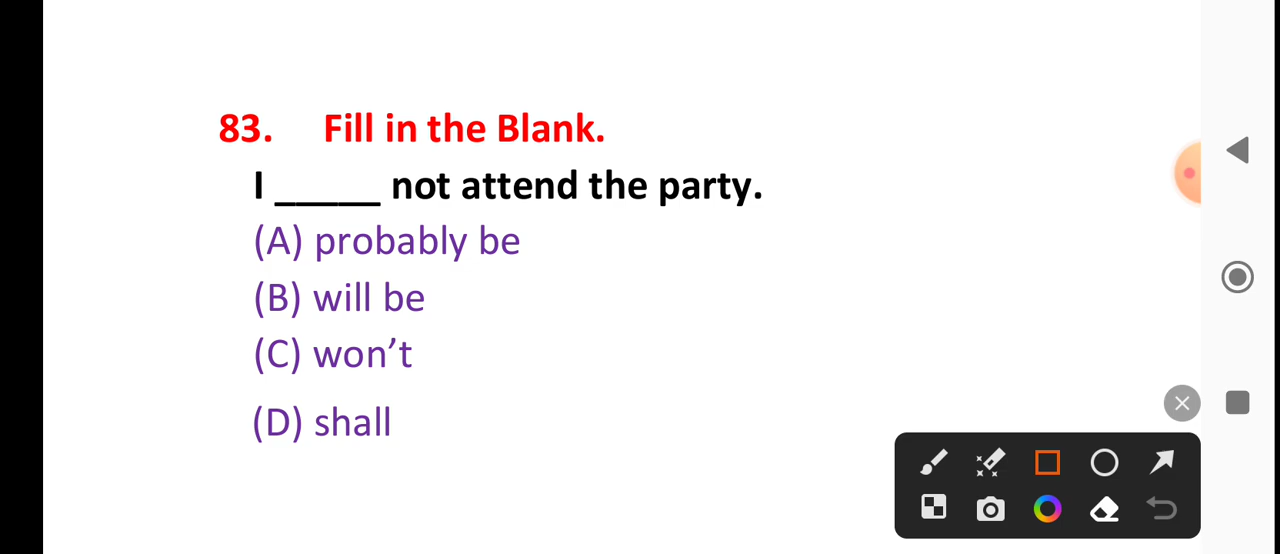 83. Fill in the Blank.
I _____ not attend the party.
(A) probably be
(B) will be
(C) won’t
(D) shall